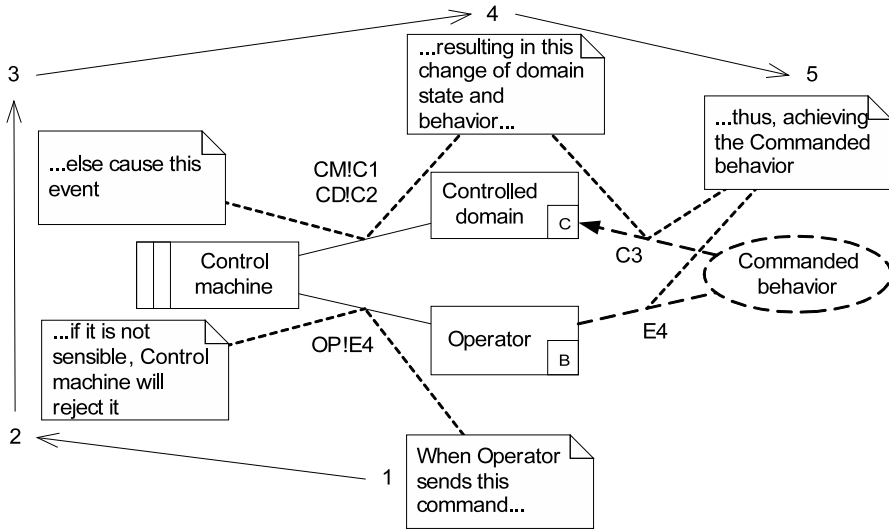 4
...resulting in this
change of domain
state and
behavior...
3
5
...thus, achieving
the Commanded
behavior
...else cause this
event
CM!C1
CD!C2
Controlled
domain
C
C3
Control
machine
Commanded
behavior
...if it is not
sensible, Control
machine will
reject it
OP!E4
Operator
B
E4
2
1
When Operator
sends this
command...